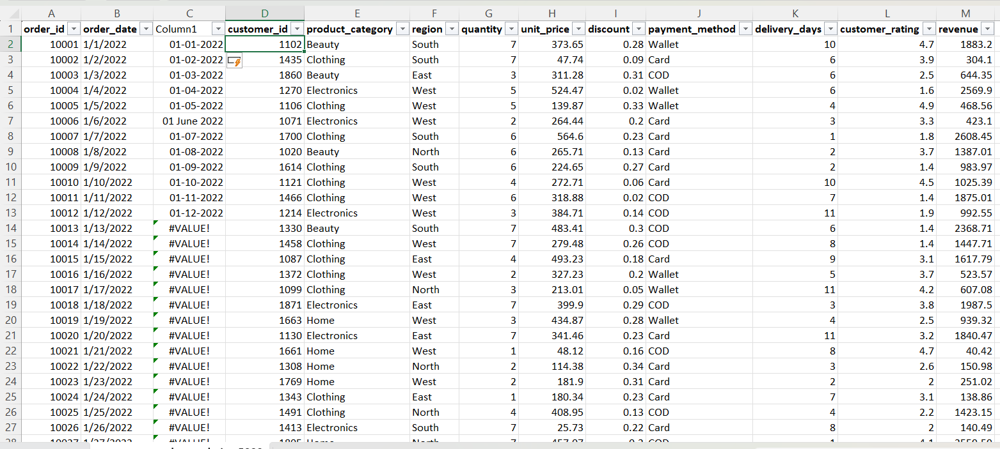 A B C D E F G H I J K L M
1 order_id order_date Column1 customer_id product_category region quantity unit_price discount payment_method delivery_days customer_rating revenue
2 10001 1/1/2022 01-01-2022 1102 Beauty South 7 373.65 0.28 Wallet 10 4.7 1883.2
3 10002 1/2/2022 01-02-2022 1435 Clothing South 7 47.74 0.09 Card 6 3.9 304.1
4 10003 1/3/2022 01-03-2022 1860 Beauty East 3 311.28 0.31 COD 6 2.5 644.35
5 10004 1/4/2022 01-04-2022 1270 Electronics West 5 524.47 0.02 Wallet 6 1.6 2569.9
6 10005 1/5/2022 01-05-2022 1106 Clothing West 5 139.87 0.33 Wallet 4 4.9 468.56
7 10006 1/6/2022 01 June 2022 1071 Electronics West 2 264.44 0.2 Card 3 3.3 423.1
8 10007 1/7/2022 01-07-2022 1700 Clothing South 6 564.6 0.23 Card 1 1.8 2608.45
9 10008 1/8/2022 01-08-2022 1020 Beauty North 6 265.71 0.13 Card 2 3.7 1387.01
10 10009 1/9/2022 01-09-2022 1614 Clothing South 6 224.65 0.27 Card 2 1.4 983.97
11 10010 1/10/2022 01-10-2022 1121 Clothing West 4 272.71 0.06 Card 10 4.5 1025.39
12 10011 1/11/2022 01-11-2022 1466 Clothing West 6 318.88 0.02 COD 7 1.4 1875.01
13 10012 1/12/2022 01-12-2022 1214 Electronics West 3 384.71 0.14 COD 11 1.9 992.55
14 10013 1/13/2022 #VALUE! 1330 Beauty South 7 483.41 0.3 COD 6 1.4 2368.71
15 10014 1/14/2022 #VALUE! 1458 Clothing West 7 279.48 0.26 COD 8 1.4 1447.71
16 10015 1/15/2022 #VALUE! 1087 Clothing East 4 493.23 0.18 Card 9 3.1 1617.79
17 10016 1/16/2022 #VALUE! 1372 Clothing West 2 327.23 0.2 Wallet 5 3.7 523.57
18 10017 1/17/2022 #VALUE! 1099 Clothing North 3 213.01 0.05 Wallet 11 4.2 607.08
19 10018 1/18/2022 #VALUE! 1871 Electronics East 7 399.9 0.29 COD 3 3.8 1987.5
20 10019 1/19/2022 #VALUE! 1663 Home West 3 434.87 0.28 Wallet 4 2.5 939.32
21 10020 1/20/2022 #VALUE! 1130 Electronics East 7 341.46 0.23 Card 11 3.2 1840.47
22 10021 1/21/2022 #VALUE! 1661 Home West 1 48.12 0.16 COD 8 4.7 40.42
23 10022 1/22/2022 #VALUE! 1308 Home North 2 114.38 0.34 Card 3 2.6 150.98
24 10023 1/23/2022 #VALUE! 1769 Home West 2 181.9 0.31 Card 2 2 251.02
25 10024 1/24/2022 #VALUE! 1343 Clothing East 1 180.34 0.23 Card 7 3.1 138.86
26 10025 1/25/2022 #VALUE! 1491 Clothing North 4 408.95 0.13 COD 4 2.2 1423.15
27 10026 1/26/2022 #VALUE! 1413 Electronics South 7 25.73 0.22 Card 8 2 140.49